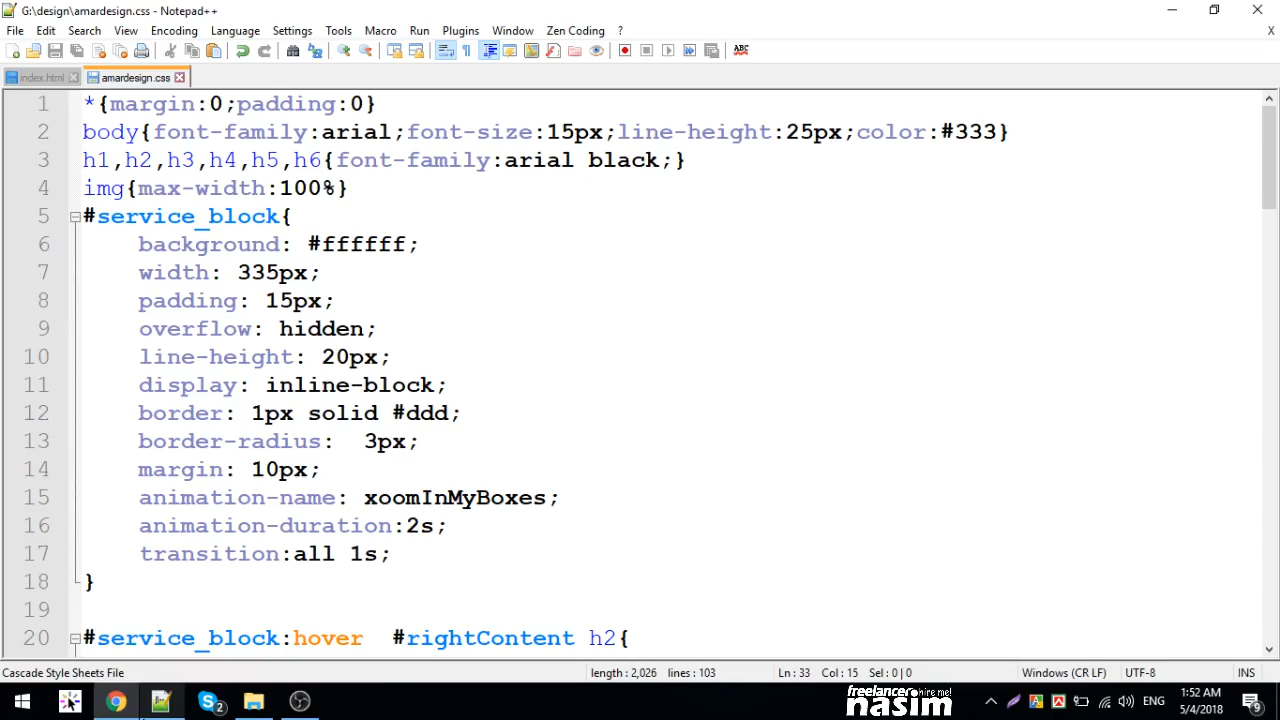 G:\design\amardesign.css - Notepad++
File Edit Search View Encoding Language Settings Tools Macro Run Plugins Window Zen Coding ?
X
ABC
index.html amardesign.css
1 *{margin:0;padding:0}
2 body{font-family:arial;font-size:15px;line-height:25px;color:#333}
3 h1,h2,h3,h4,h5,h6{font-family:arial black;}
4 img{max-width:100%}
5 #service_block{
6 background: #ffffff;
7 width: 335px;
8 padding: 15px;
9 overflow: hidden;
10 line-height: 20px;
11 display: inline-block;
12 border: 1px solid #ddd;
13 border-radius:  3px;
14 margin: 10px;
15 animation-name: xoomInMyBoxes;
16 animation-duration:2s;
17 transition:all 1s;
18 }
19
20 #service_block:hover  #rightContent h2{
Cascade Style Sheets File length : 2,026 lines : 103 Ln : 33 Col : 15 Sel : 0 | 0 Windows (CR LF) UTF-8 INS
2
freelancer hire me!
nasim
ENG
1:52 AM
5/4/2018
9